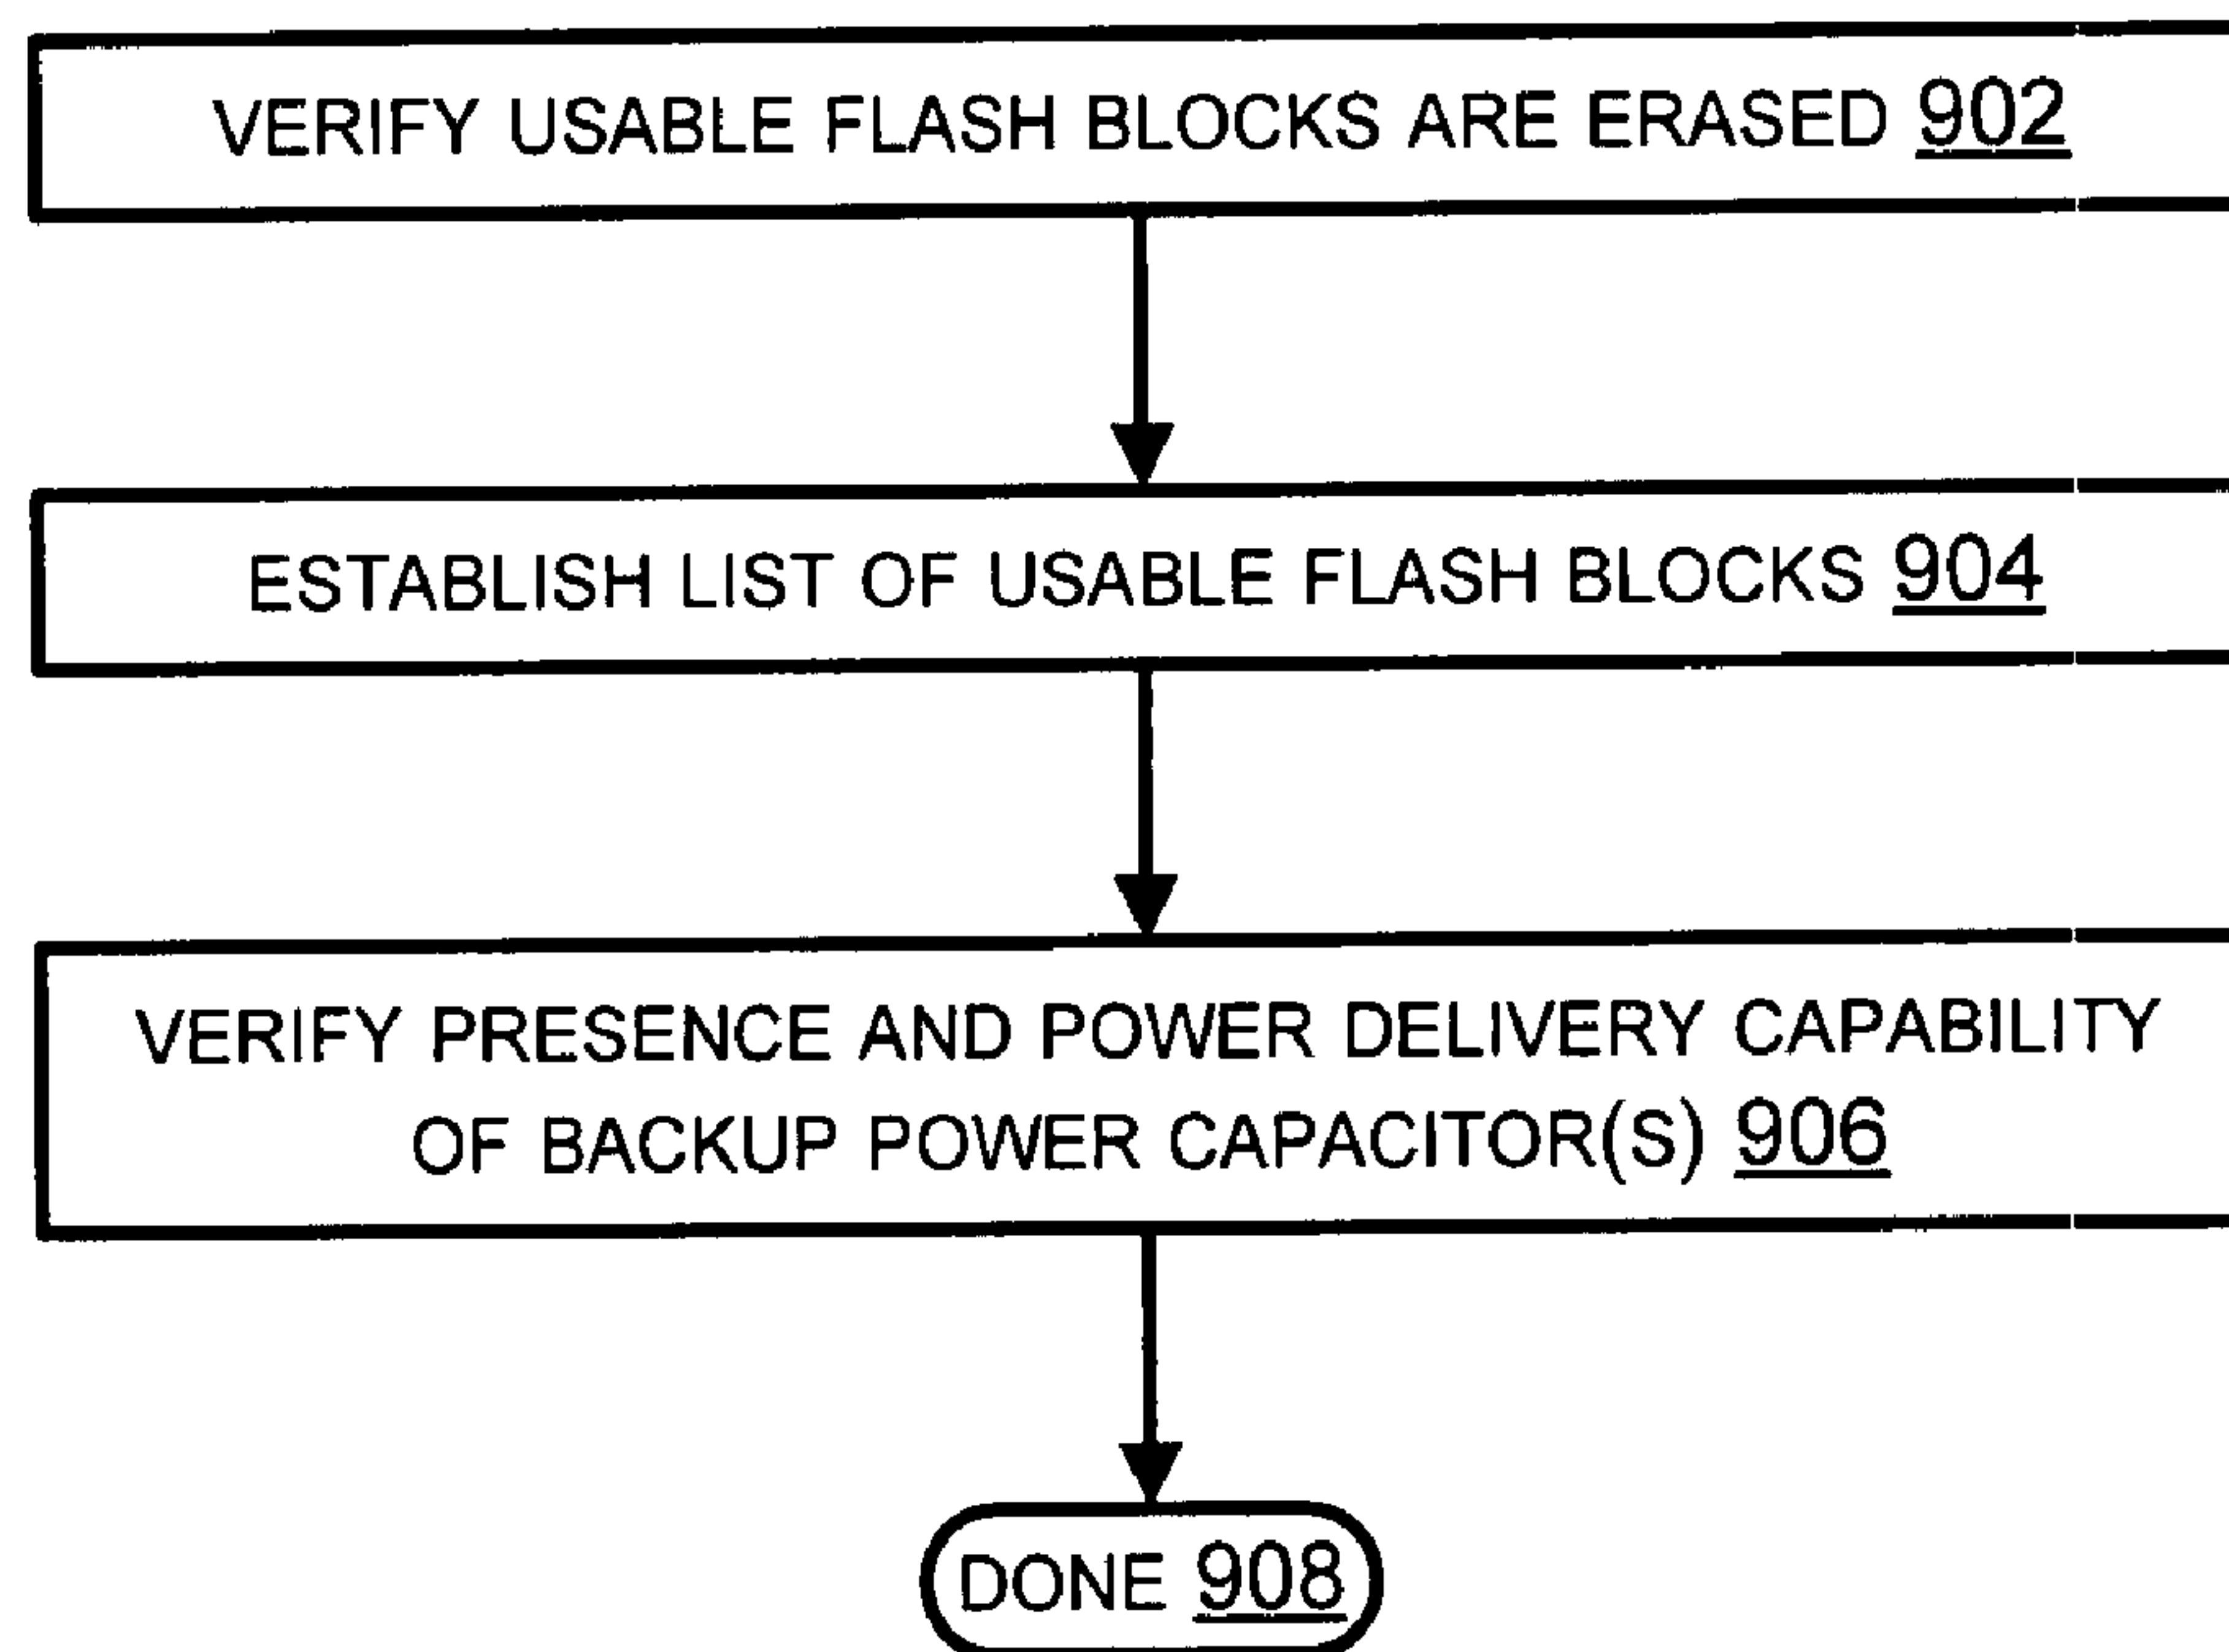 VERIFY USABLE FLASH BLOCKS ARE ERASED 902
ESTABLISH LIST OF USABLE FLASH BLOCKS 904
VERIFY PRESENCE AND POWER DELIVERY CAPABILITY
OF BACKUP POWER CAPACITOR(S) 906
DONE 908